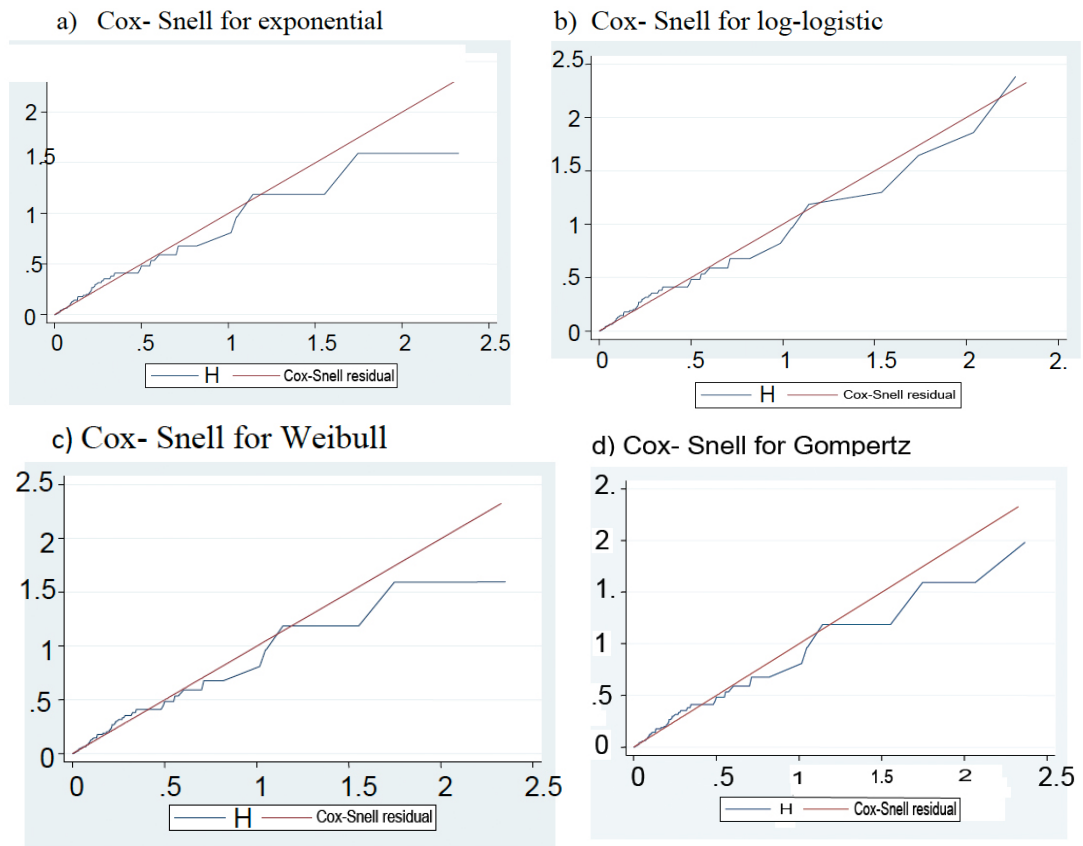 a) Cox- Snell for exponential
2
1.5
1
.5
0
0 .5 1 1.5 2 2.5
H Cox-Snell residual
b) Cox- Snell for log-logistic
2.5
2
1.5
1
.5
0
0 .5 1 1.5 2 2.
H Cox-Snell residual
c) Cox- Snell for Weibull
2.5
2
1.5
1
.5
0
0 .5 1 1.5 2 2.5
H Cox-Snell residual
d) Cox- Snell for Gompertz
2.
2
1.
1
.5
0
0 .5 1 1.5 2 2.5
H Cox-Snell residual